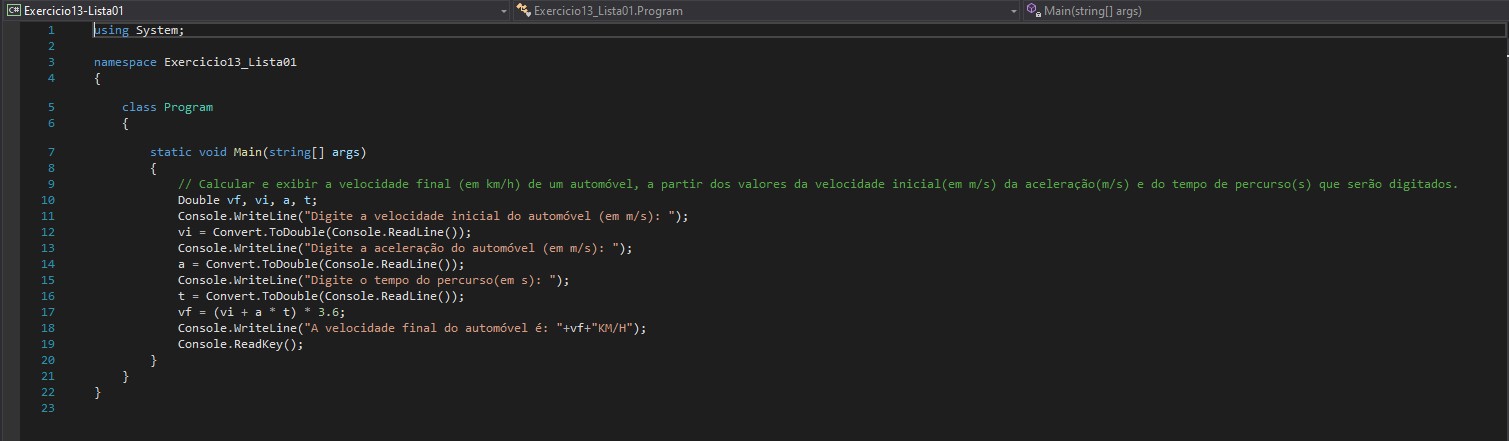 C# Exercicio13-Lista01 Exercicio13_Lista01.Program Main(string[] args)
1 using System;
2
3 namespace Exercicio13_Lista01
4 {
5 class Program
6 {
7 static void Main(string[] args)
8 {
9 // Calcular e exibir a velocidade final (em km/h) de um automóvel, a partir dos valores da velocidade inicial(em m/s) da aceleração(m/s) e do tempo de percurso(s) que serão digitados.
10 Double vf, vi, a, t;
11 Console.WriteLine("Digite a velocidade inicial do automóvel (em m/s): ");
12 vi = Convert.ToDouble(Console.ReadLine());
13 Console.WriteLine("Digite a aceleração do automóvel (em m/s): ");
14 a = Convert.ToDouble(Console.ReadLine());
15 Console.WriteLine("Digite o tempo do percurso(em s): ");
16 t = Convert.ToDouble(Console.ReadLine());
17 vf = (vi + a * t) * 3.6;
18 Console.WriteLine("A velocidade final do automóvel é: "+vf+"KM/H");
19 Console.ReadKey();
20 }
21 }
22 }
23